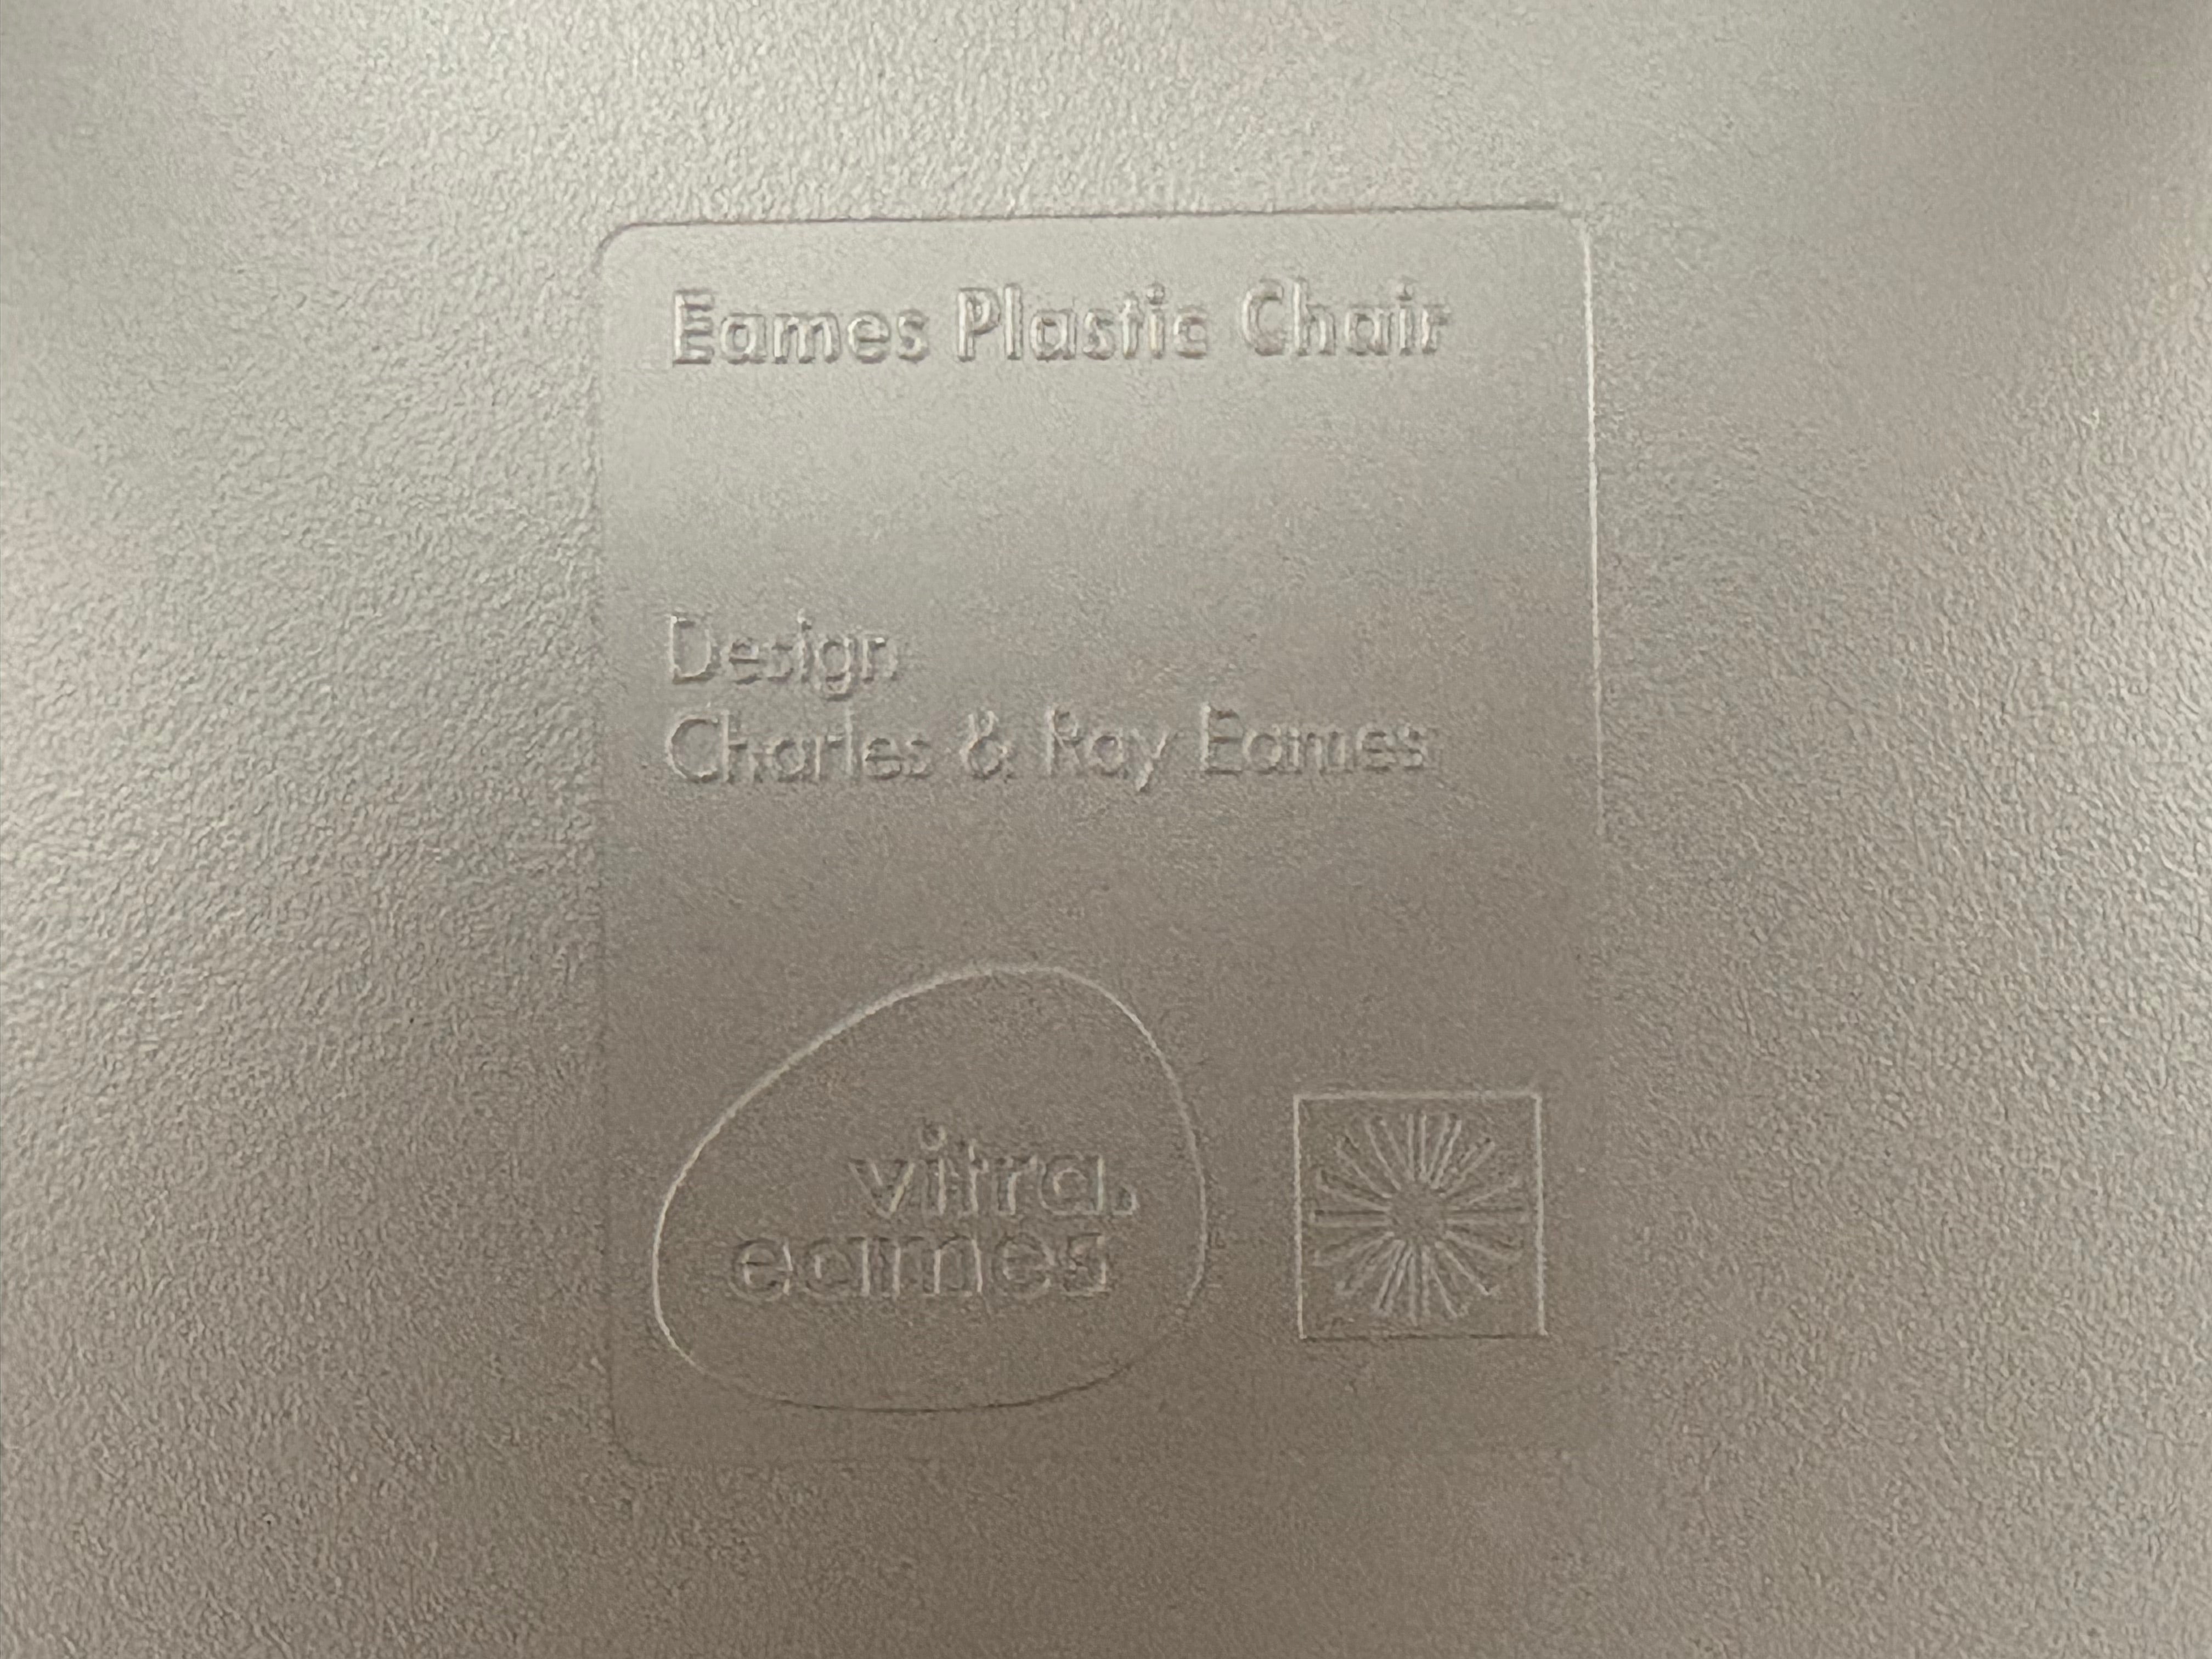 Eames Plastic Chair
Design
Charles & Ray Eames
vitra.
eames